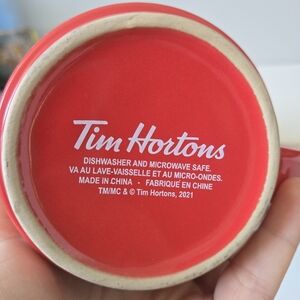 Tim Hortons
DISHWASHER AND MICROWAVE SAFE.
VA AU LAVE-VAISSELLE ET AU MICRO-ONDES.
MADE IN CHINA · FABRIQUÉ EN CHINE
TM/MC & © Tim Hortons, 2021